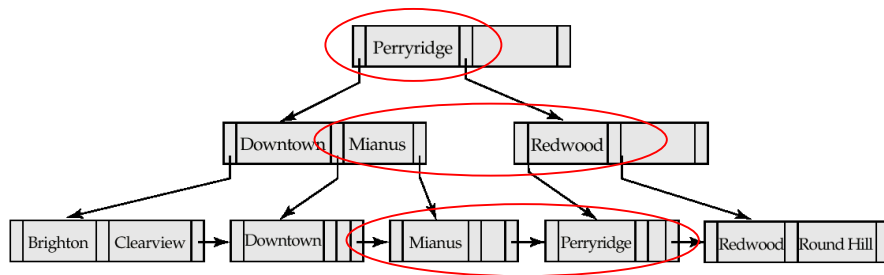 Perryridge
Downtown Mianus Redwood
Brighton Clearview Downtown Mianus Perryridge Redwood Round Hill